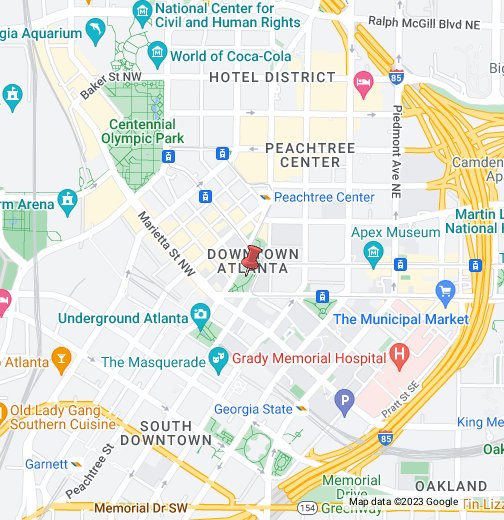 National Center for
Civil and Human Rights
Ralph McGill Blvd NE
gia Aquarium
World of Coca-Cola
Baker St NW
HOTEL DISTRICT
85
Big
Centennial
Olympic Park
Piedmont Ave NE
PEACHTREE
CENTER
Camden
Ap
Peachtree Center
rm Arena
Marietta St NW
Martin L
National H
Apex Museum
DOWNTOWN
ATLANTA
Underground Atlanta
The Municipal Market
The Masquerade
Grady Memorial Hospital
H
o Atlanta
P
Pratt St SE
Old Lady Gang
Southern Cuisine
Georgia State
King Me
SOUTH
DOWNTOWN
85
Oak
Garnett
Peachtree St
Memorial
Drive
Greenway
OAKLAND
Map data ©2023 Google
Memorial Dr SW
154
Tin Lizz